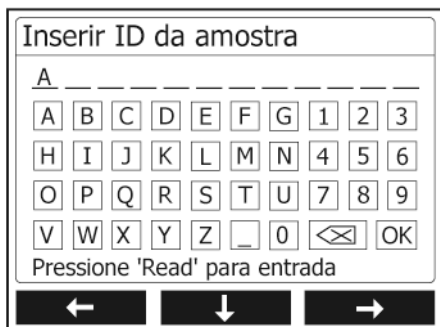 Inserir ID da amostra
A _ _ _ _ _ _ _ _ _ _ _
A B C D E F G 1 2 3
H I J K L M N 4 5 6
O P Q R S T U 7 8 9
V W X Y Z _ 0 ⌫ OK
Pressione 'Read' para entrada
← ↓ →